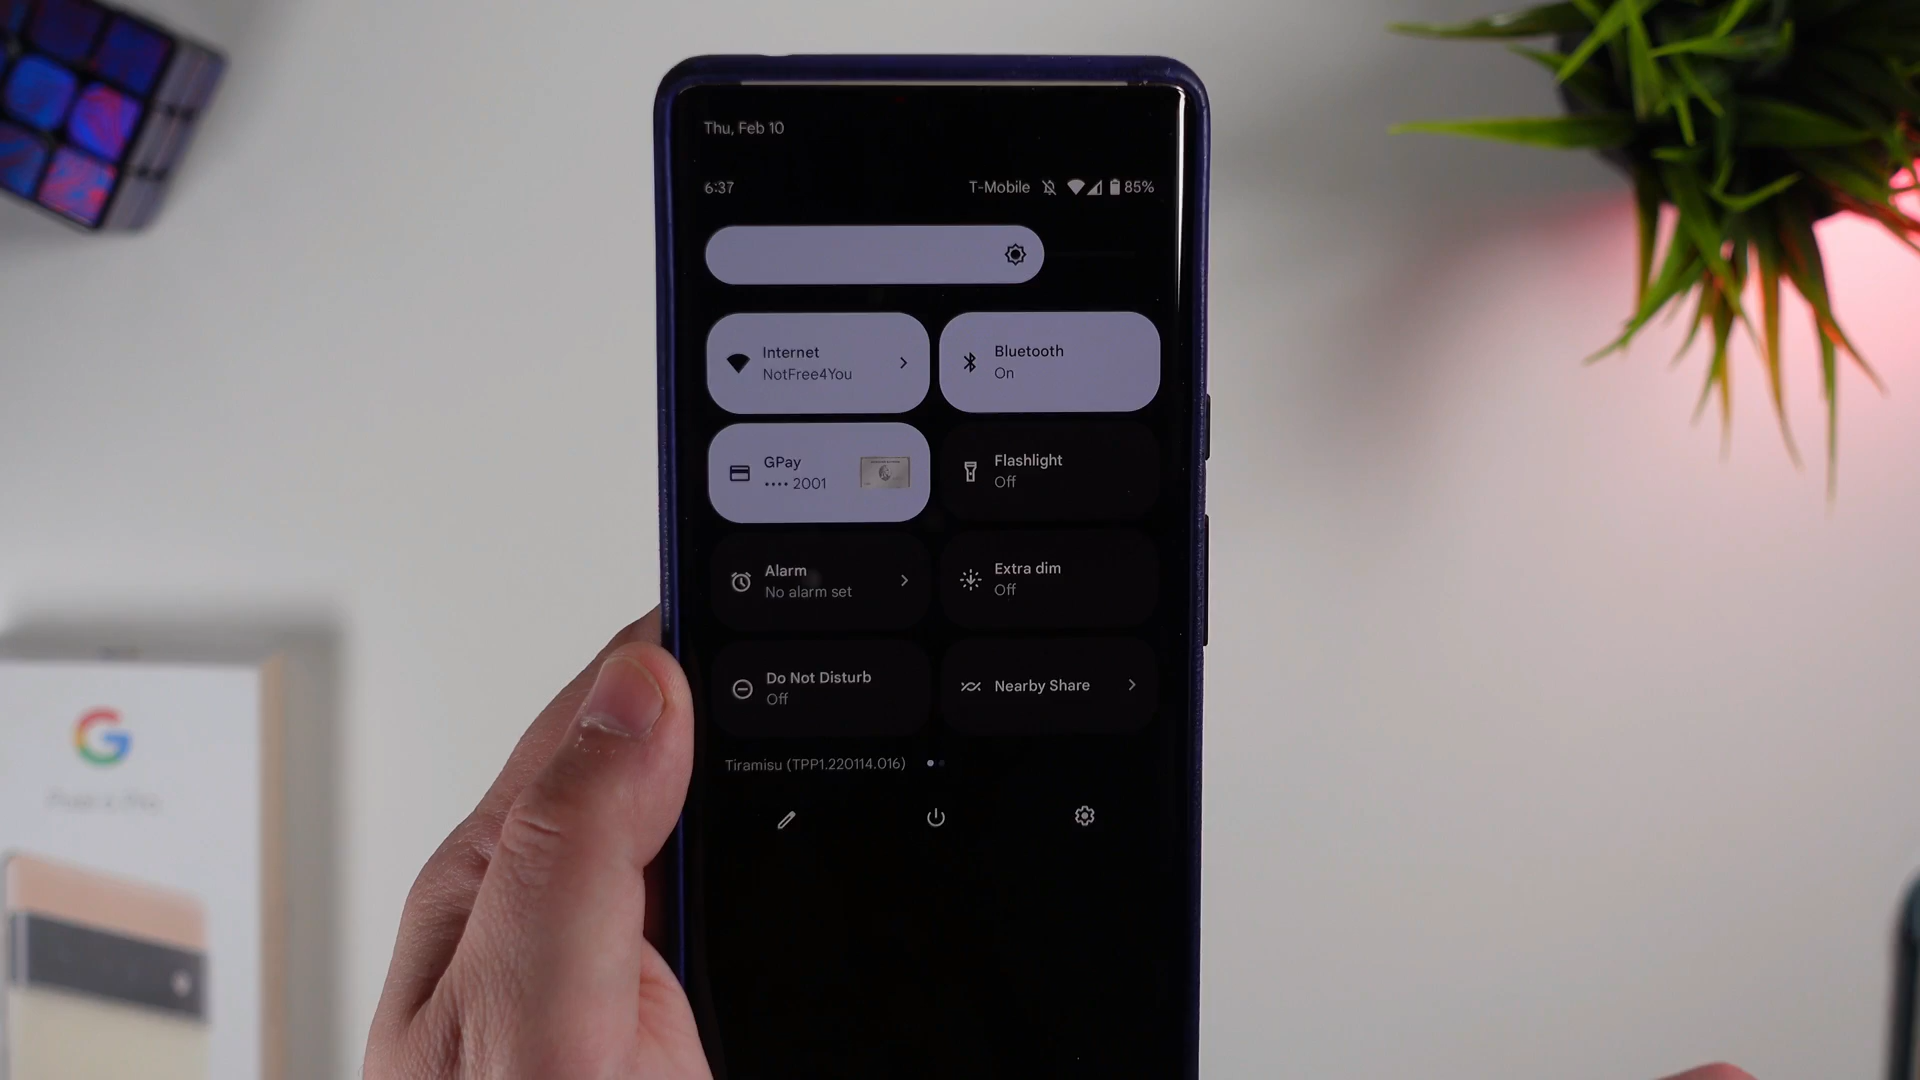 Thu, Feb 10
6:37
T-Mobile 85%
Internet
NotFree4You
Bluetooth
On
GPay
•••• 2001
Flashlight
Off
Alarm
No alarm set
Extra dim
Off
Do Not Disturb
Off
Nearby Share
Tiramisu (TPP1.220114.016)
G